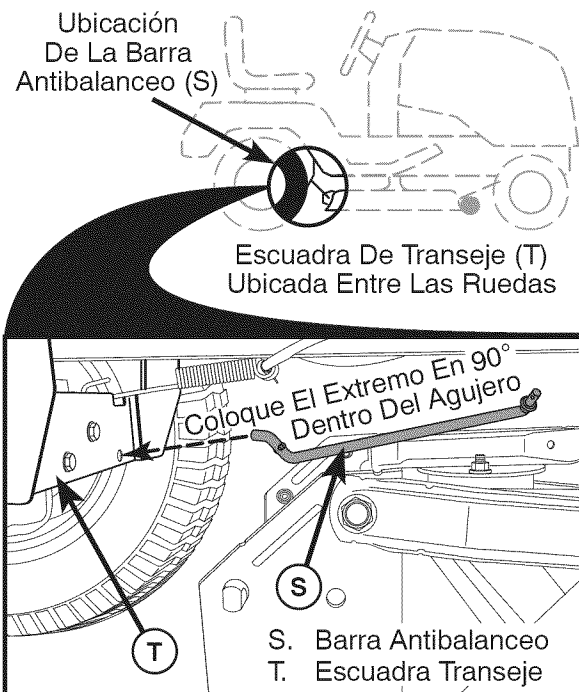 Ubicación
De La Barra
Antibalanceo (S)
Escuadra De Transeje (T)
Ubicada Entre Las Ruedas
Coloque El Extremo En 90°
Dentro Del Agujero
S
T
S. Barra Antibalanceo
T. Escuadra Transeje